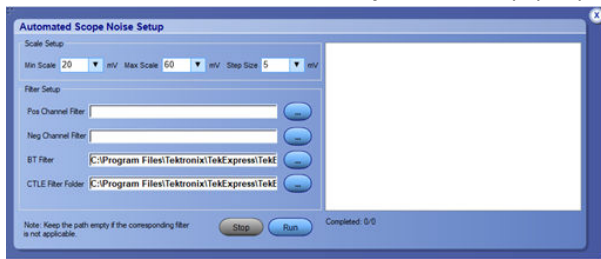 Automated Scope Noise Setup
x
Scale Setup
Min Scale 20 mV Max Scale 60 mV Step Size 5 mV
Filter Setup
Pos Channel Filter ...
Neg Channel Filter ...
BT Filter C:\Program Files\Tektronix\TekExpress\TekE ...
CTLE Filter Folder C:\Program Files\Tektronix\TekExpress\TekE ...
Note: Keep the path empty if the corresponding filter
is not applicable.
Stop Run Completed: 0/0